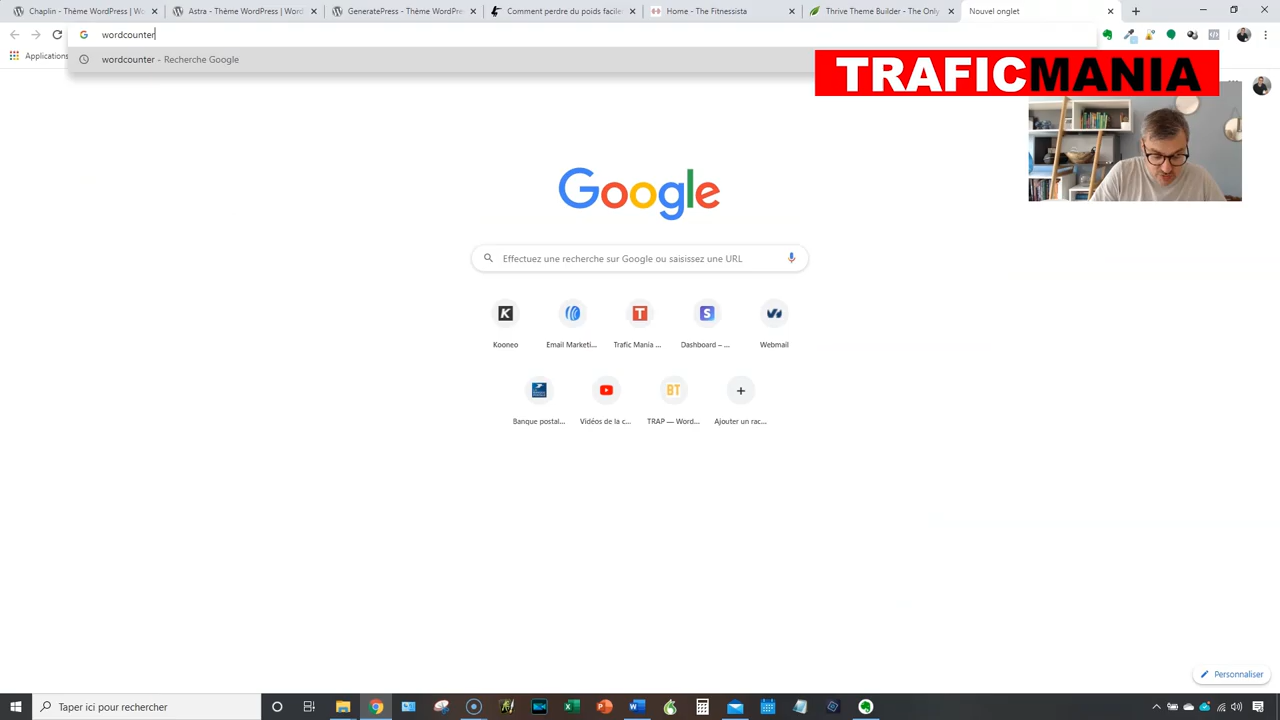 Chaplin - Thème WordPress | Wo
Astra - Thème WordPress | Words
GeneratePress - Thème WordPre
Comment perdre du poids facile
Home - The Fitnessista
Thrive Theme Builder - The Only
Nouvel onglet
wordcounter
Applications
wordcounter - Recherche Google
TRAFICMANIA
Google
Effectuez une recherche sur Google ou saisissez une URL
Kooneo
Email Marketi...
Trafic Mania ...
Dashboard – ...
Webmail
Banque postal...
Vidéos de la c...
TRAP — Word...
Ajouter un rac...
Personnaliser
Taper ici pour rechercher